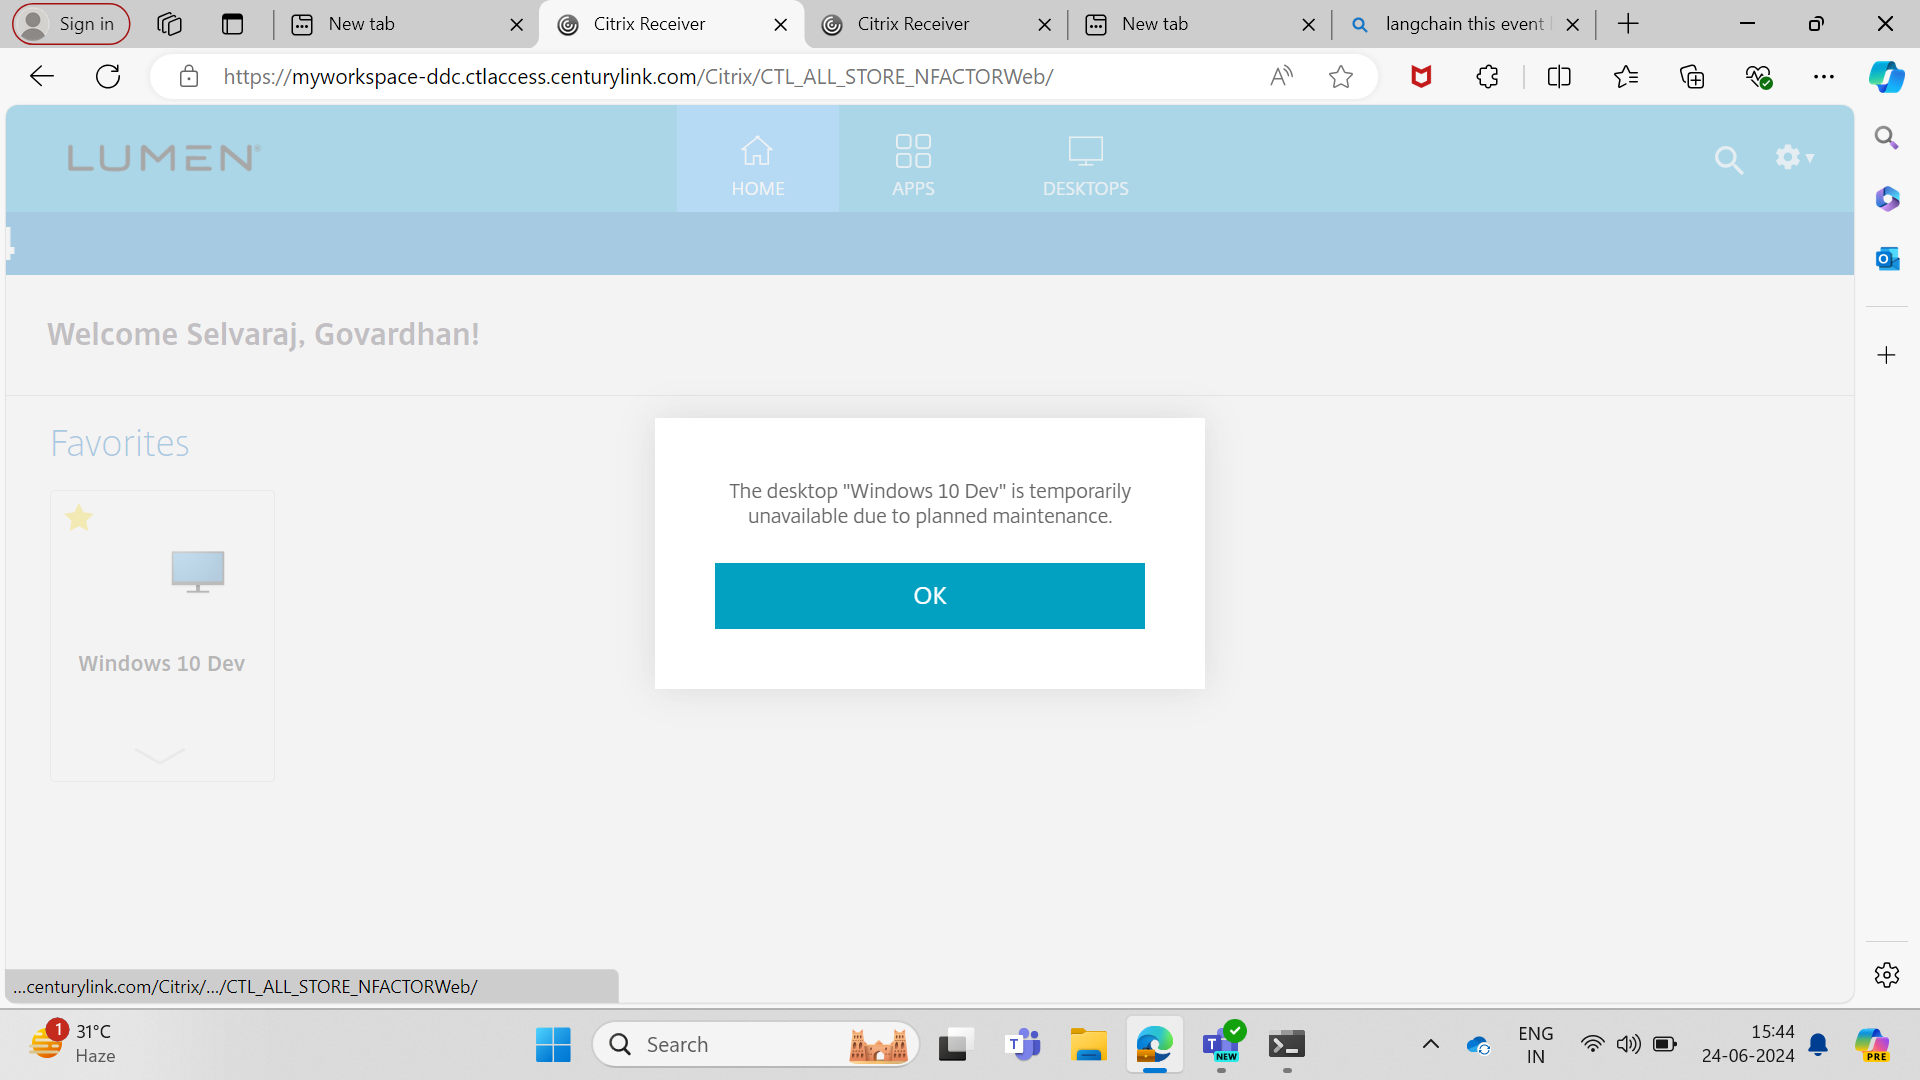 Sign in
New tab
Citrix Receiver
Citrix Receiver
New tab
langchain this event
https://myworkspace-ddc.ctlaccess.centurylink.com/Citrix/CTL_ALL_STORE_NFACTORWeb/
LUMEN®
HOME
APPS
DESKTOPS
Welcome Selvaraj, Govardhan!
Favorites
Windows 10 Dev
The desktop "Windows 10 Dev" is temporarily
unavailable due to planned maintenance.
OK
...centurylink.com/Citrix/.../CTL_ALL_STORE_NFACTORWeb/
1
31°C
Haze
Search
NEW
ENG
IN
15:44
24-06-2024
PRE